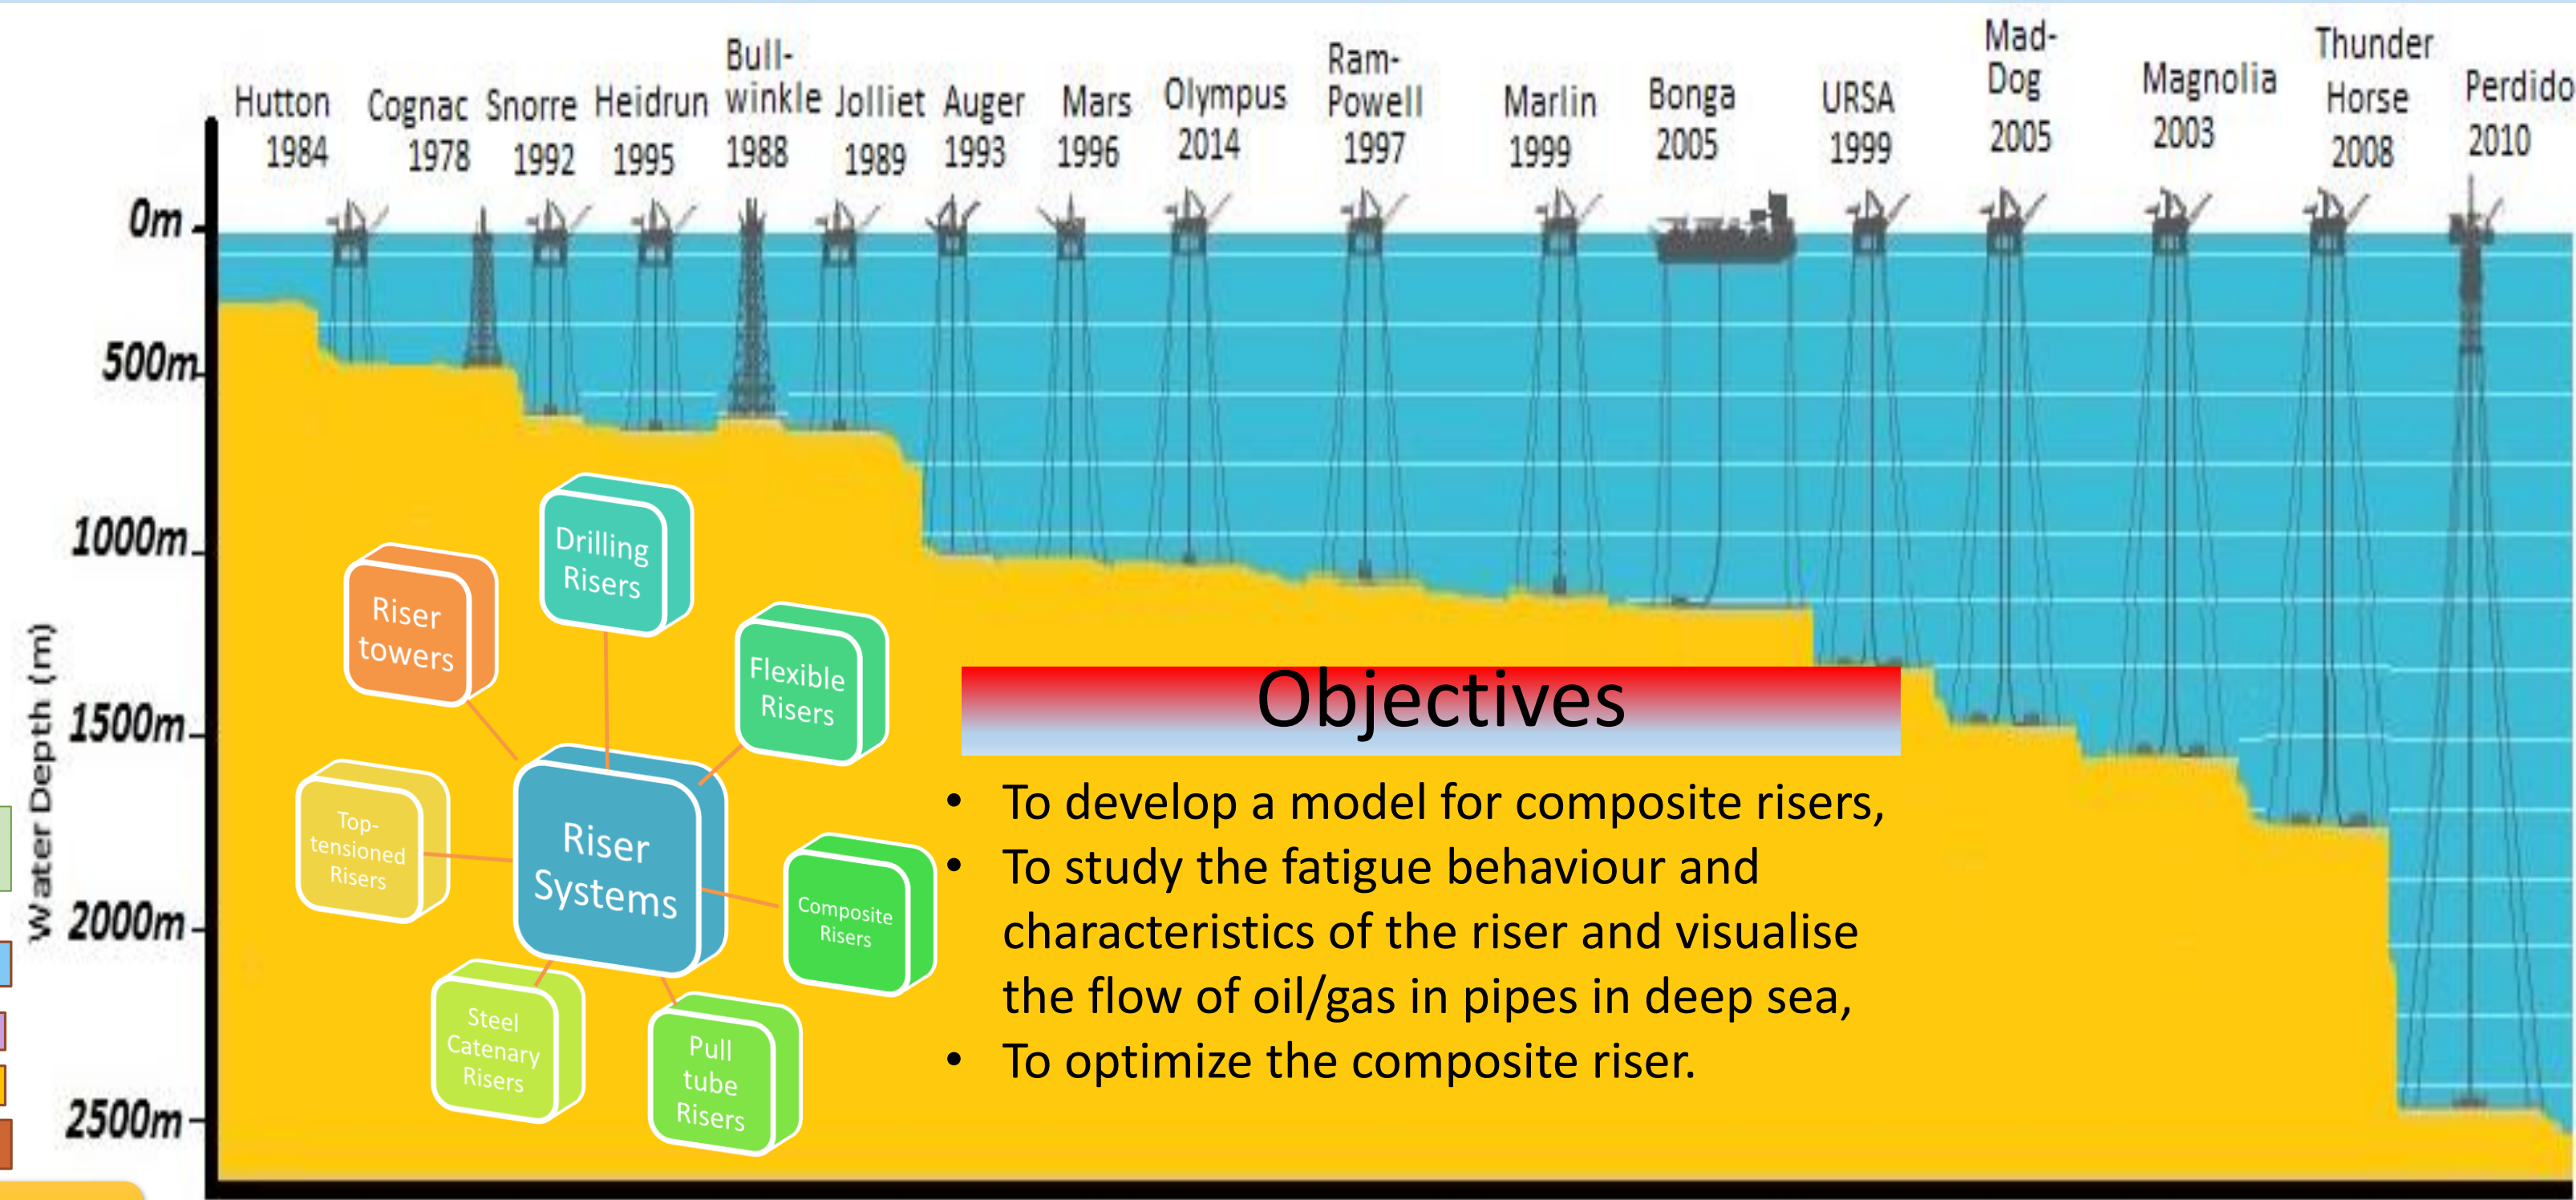 Hutton
1984
Cognac
1978
Snorre
1992
Heidrun
1995
Bull-
winkle
1988
Jolliet
1989
Auger
1993
Mars
1996
Olympus
2014
Ram-
Powell
1997
Marlin
1999
Bonga
2005
URSA
1999
Mad-
Dog
2005
Magnolia
2003
Thunder
Horse
2008
Perdido
2010
0m
500m
1000m
1500m
2000m
2500m
Water Depth (m)
Drilling
Risers
Riser
towers
Flexible
Risers
Top-
tensioned
Risers
Riser
Systems
Composite
Risers
Steel
Catenary
Risers
Pull
tube
Risers
Objectives
• To develop a model for composite risers,
• To study the fatigue behaviour and
characteristics of the riser and visualise
the flow of oil/gas in pipes in deep sea,
• To optimize the composite riser.